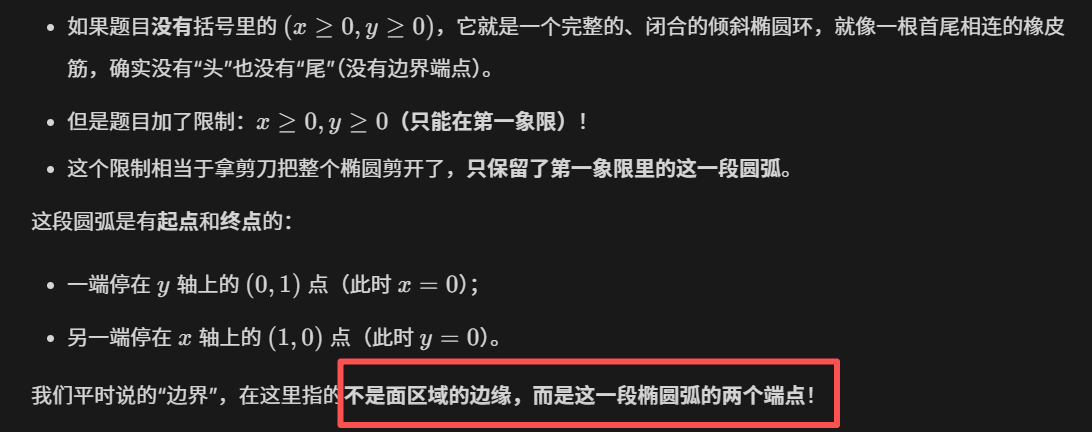 • 如果题目没有括号里的 (x ≥ 0, y ≥ 0)，它就是一个完整的、闭合的倾斜椭圆环，就像一根首尾相连的橡皮
筋，确实没有“头”也没有“尾”（没有边界端点）。
• 但是题目加了限制：x ≥ 0, y ≥ 0（只能在第一象限）！
• 这个限制相当于拿剪刀把整个椭圆剪开了，只保留了第一象限里的这一段圆弧。
这段圆弧是有起点和终点的：
• 一端停在 y 轴上的 (0, 1) 点（此时 x = 0）；
• 另一端停在 x 轴上的 (1, 0) 点（此时 y = 0）。
我们平时说的“边界”，在这里指的不是面区域的边缘，而是这一段椭圆弧的两个端点！